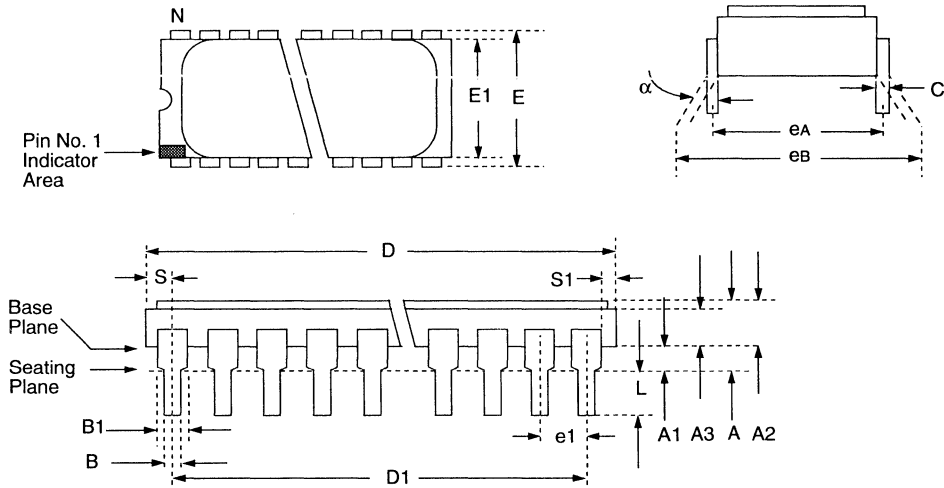 N
E1
E
Pin No. 1
Indicator
Area
α
C
eA
eB
D
S
S1
Base
Plane
Seating
Plane
L
B1
e1
A1
A3
A
A2
B
D1